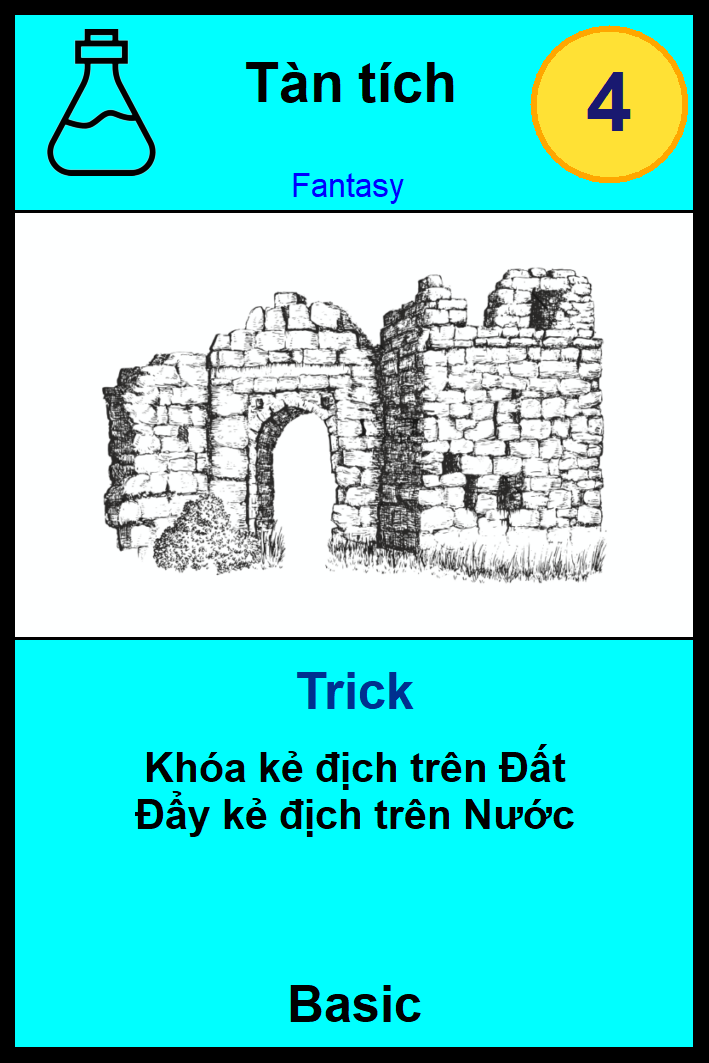 Tàn tích
4
Fantasy
Trick
Khóa kẻ địch trên Đất
Đẩy kẻ địch trên Nước
Basic